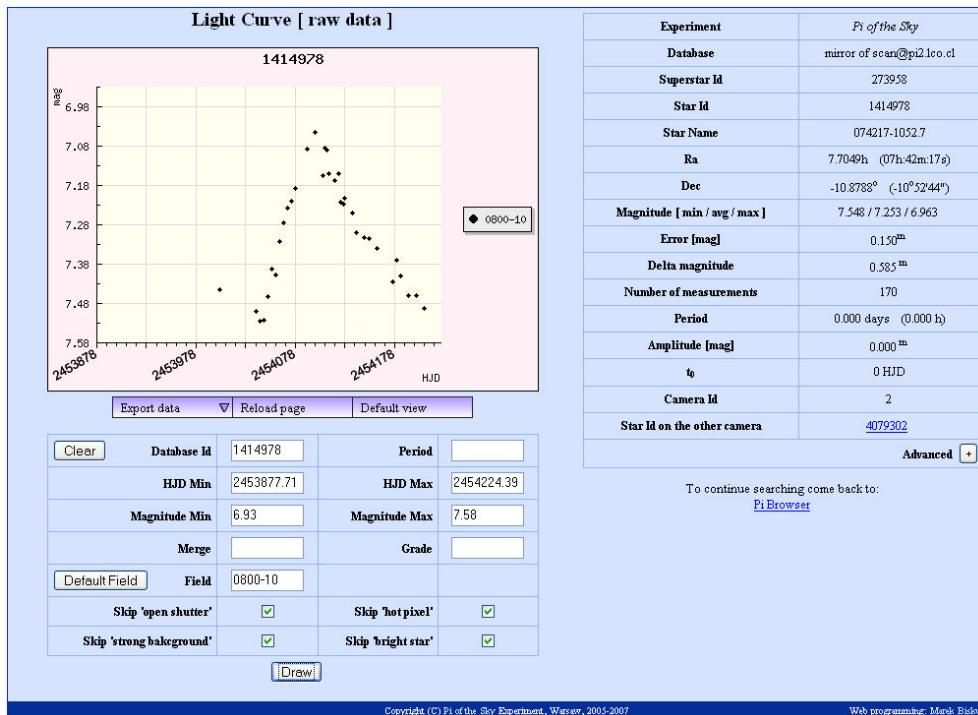 Light Curve [ raw data ]
1414978
mag
6.98
7.08
7.18
7.28
7.38
7.48
7.58
2453878
2453978
2454078
2454178
HJD
0800-10
Export data
Reload page
Default view
Clear Database Id 1414978 Period
HJD Min 2453877.71 HJD Max 2454224.39
Magnitude Min 6.93 Magnitude Max 7.58
Merge Grade
Default Field Field 0800-10
Skip 'open shutter' Skip 'hot pixel'
Skip 'strong bakcground' Skip 'bright star'
Draw
Experiment Pi of the Sky
Database mirror of scan@pi2.lco.cl
Superstar Id 273958
Star Id 1414978
Star Name 074217-1052.7
Ra 7.7049h (07h:42m:17s)
Dec -10.8788° (-10°52'44")
Magnitude [ min / avg / max ] 7.548 / 7.253 / 6.963
Error [mag] 0.150m
Delta magnitude 0.585 m
Number of measurements 170
Period 0.000 days (0.000 h)
Amplitude [mag] 0.000 m
t0 0 HJD
Camera Id 2
Star Id on the other camera 4079302
Advanced +
To continue searching come back to:
Pi Browser
Copyright (C) Pi of the Sky Experiment, Warsaw, 2005-2007 Web programming: Marek